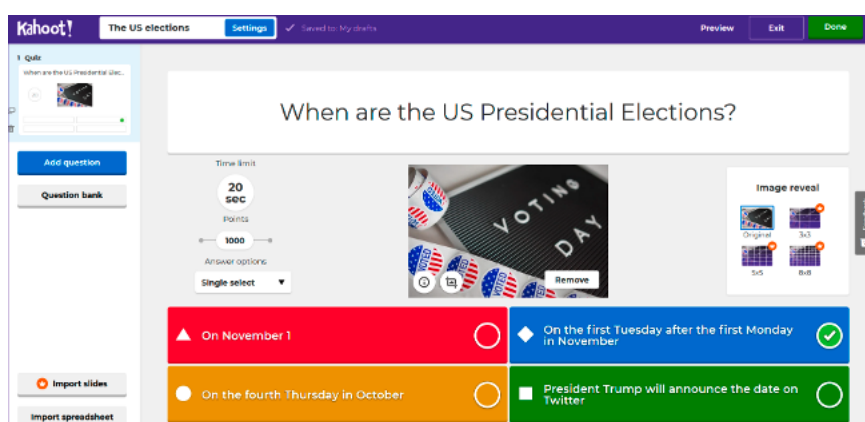 Kahoot!
The US elections
Settings
Saved to: My drafts
Preview
Exit
Done
1 Quiz
When are the US Presidential Elec...
Add question
Question bank
Import slides
Import spreadsheet
When are the US Presidential Elections?
Time limit
20
sec
Points
1000
Answer options
Single select
VOTING
DAY
VOTED
VOTED
VOTED
Remove
Image reveal
Original
3x3
5x5
8x8
On November 1
On the first Tuesday after the first Monday
in November
On the fourth Thursday in October
President Trump will announce the date on
Twitter